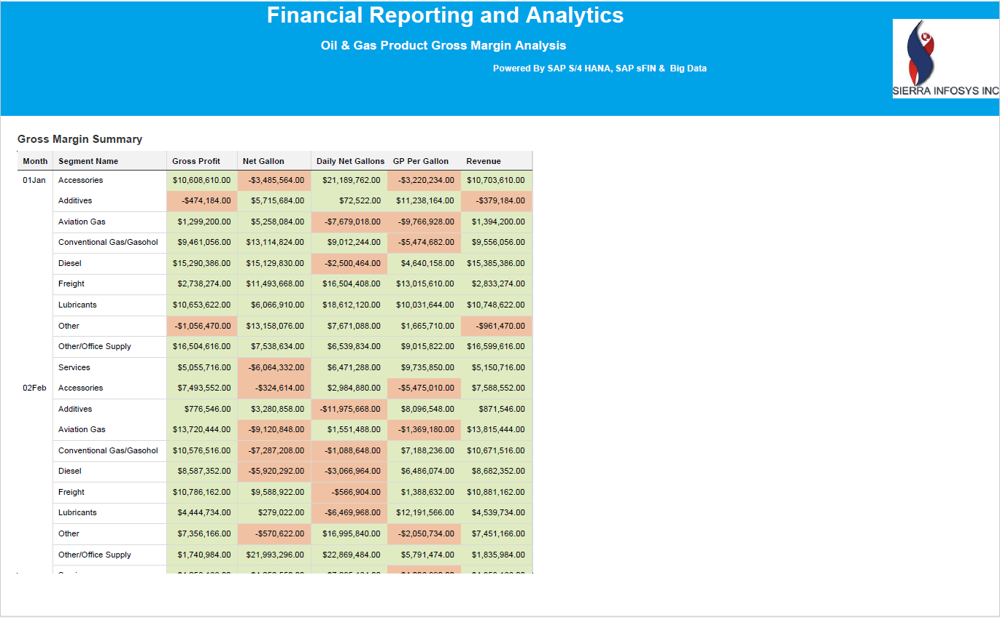 Financial Reporting and Analytics
Oil & Gas Product Gross Margin Analysis
Powered By SAP S/4 HANA, SAP sFIN & Big Data
SIERRA INFOSYS INC
Gross Margin Summary
Month Segment Name Gross Profit Net Gallon Daily Net Gallons GP Per Gallon Revenue
01Jan Accessories $10,608,610.00 -$3,485,564.00 $21,189,762.00 -$3,220,234.00 $10,703,610.00
Additives -$474,184.00 $5,715,684.00 $72,522.00 $11,238,164.00 -$379,184.00
Aviation Gas $1,299,200.00 $5,258,084.00 -$7,679,018.00 -$9,766,928.00 $1,394,200.00
Conventional Gas/Gasohol $9,461,056.00 $13,114,824.00 $9,012,244.00 -$5,474,682.00 $9,556,056.00
Diesel $15,290,386.00 $15,129,830.00 -$2,500,464.00 $4,640,158.00 $15,385,386.00
Freight $2,738,274.00 $11,493,668.00 $16,504,408.00 $13,015,610.00 $2,833,274.00
Lubricants $10,653,622.00 $6,066,910.00 $18,612,120.00 $10,031,644.00 $10,748,622.00
Other -$1,056,470.00 $13,158,076.00 $7,671,088.00 $1,665,710.00 -$961,470.00
Other/Office Supply $16,504,616.00 $7,538,634.00 $6,539,834.00 $9,015,822.00 $16,599,616.00
Services $5,055,716.00 -$6,064,332.00 $6,471,288.00 $9,735,850.00 $5,150,716.00
02Feb Accessories $7,493,552.00 -$324,614.00 $2,984,880.00 -$5,475,010.00 $7,588,552.00
Additives $776,546.00 $3,280,858.00 -$11,975,668.00 $8,096,548.00 $871,546.00
Aviation Gas $13,720,444.00 -$9,120,848.00 $1,551,488.00 -$1,369,180.00 $13,815,444.00
Conventional Gas/Gasohol $10,576,516.00 -$7,287,208.00 -$1,088,648.00 $7,188,236.00 $10,671,516.00
Diesel $8,587,352.00 -$5,920,292.00 -$3,066,964.00 $6,486,074.00 $8,682,352.00
Freight $10,786,162.00 $9,588,922.00 -$566,904.00 $1,388,632.00 $10,881,162.00
Lubricants $4,444,734.00 $279,022.00 -$6,469,968.00 $12,191,566.00 $4,539,734.00
Other $7,356,166.00 -$570,622.00 $16,995,840.00 -$2,050,734.00 $7,451,166.00
Other/Office Supply $1,740,984.00 $21,993,296.00 $22,869,484.00 $5,791,474.00 $1,835,984.00